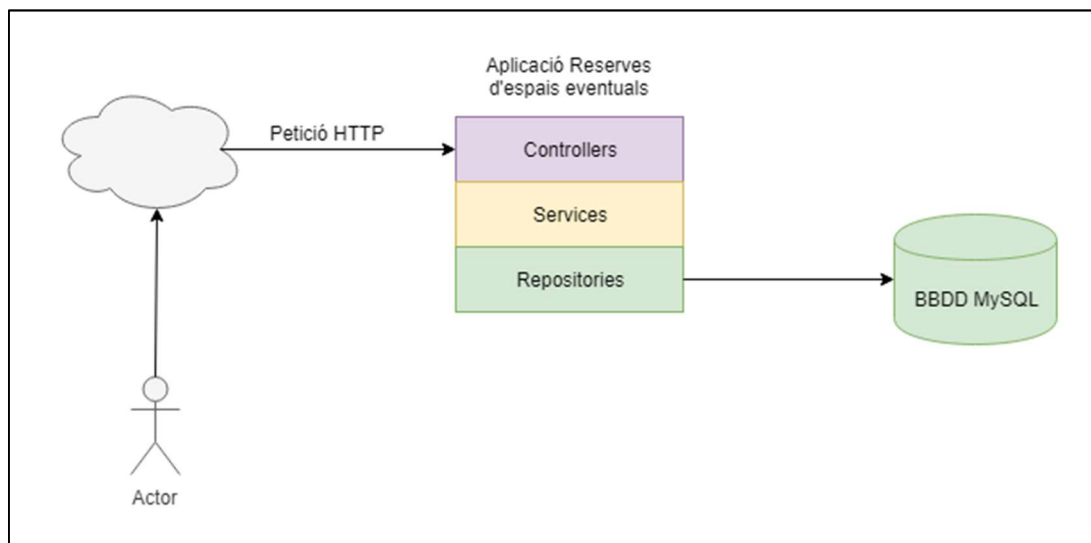 Aplicació Reserves
d'espais eventuals
Petició HTTP
Controllers
Services
Repositories
BBDD MySQL
Actor